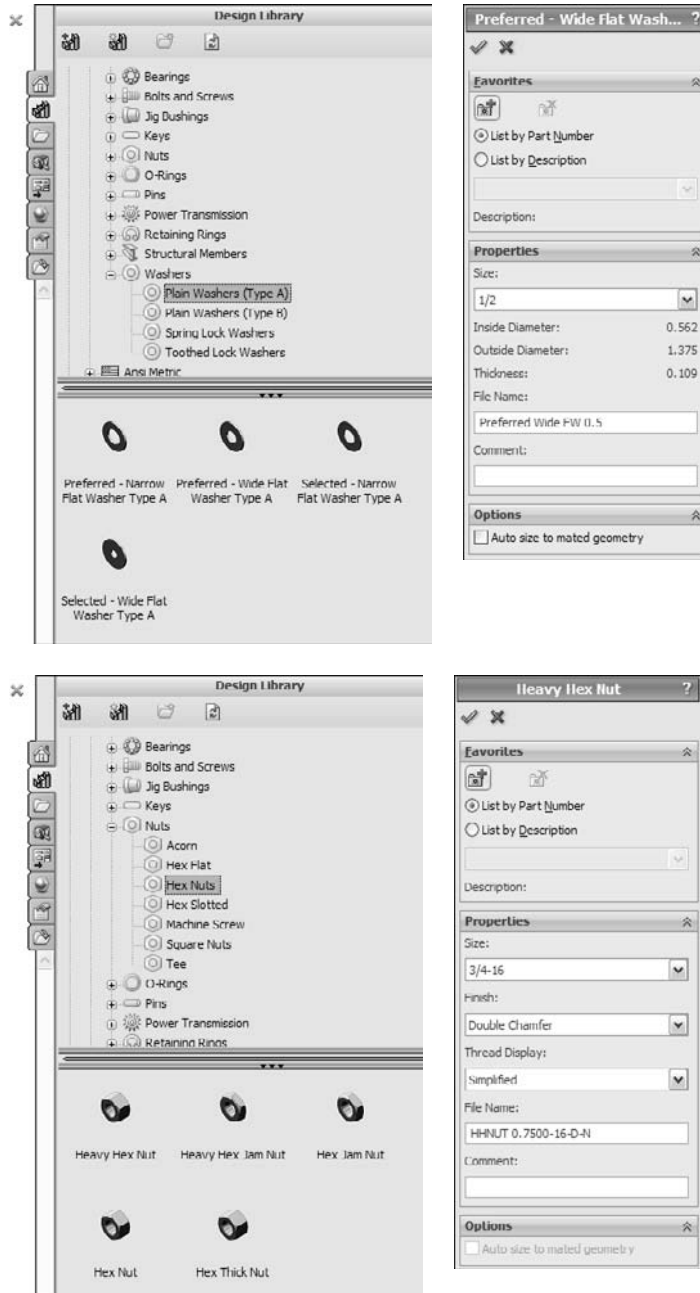 Design Library
Bearings
Bolts and Screws
Jig Bushings
Keys
Nuts
O-Rings
Pins
Power Transmission
Retaining Rings
Structural Members
Washers
Plain Washers (Type A)
Plain Washers (Type B)
Spring Lock Washers
Toothed Lock Washers
Ansi Metric
Preferred - Narrow
Flat Washer Type A
Preferred - Wide Flat
Washer Type A
Selected - Narrow
Flat Washer Type A
Selected - Wide Flat
Washer Type A
Preferred - Wide Flat Wash... ?
Favorites
List by Part Number
List by Description
Description:
Properties
Size:
1/2
Inside Diameter: 0.562
Outside Diameter: 1.375
Thickness: 0.109
File Name:
Preferred Wide FW 0.5
Comment:
Options
Auto size to mated geometry
Design Library
Bearings
Bolts and Screws
Jig Bushings
Keys
Nuts
Acorn
Hex Flat
Hex Nuts
Hex Slotted
Machine Screw
Square Nuts
Tee
O-Rings
Pins
Power Transmission
Retaining Rings
Heavy Hex Nut
Heavy Hex Jam Nut
Hex Jam Nut
Hex Nut
Hex Thick Nut
Heavy Hex Nut ?
Favorites
List by Part Number
List by Description
Description:
Properties
Size:
3/4-16
Finish:
Double Chamfer
Thread Display:
Simplified
File Name:
HHNUT 0.7500-16-D-N
Comment:
Options
Auto size to mated geometry